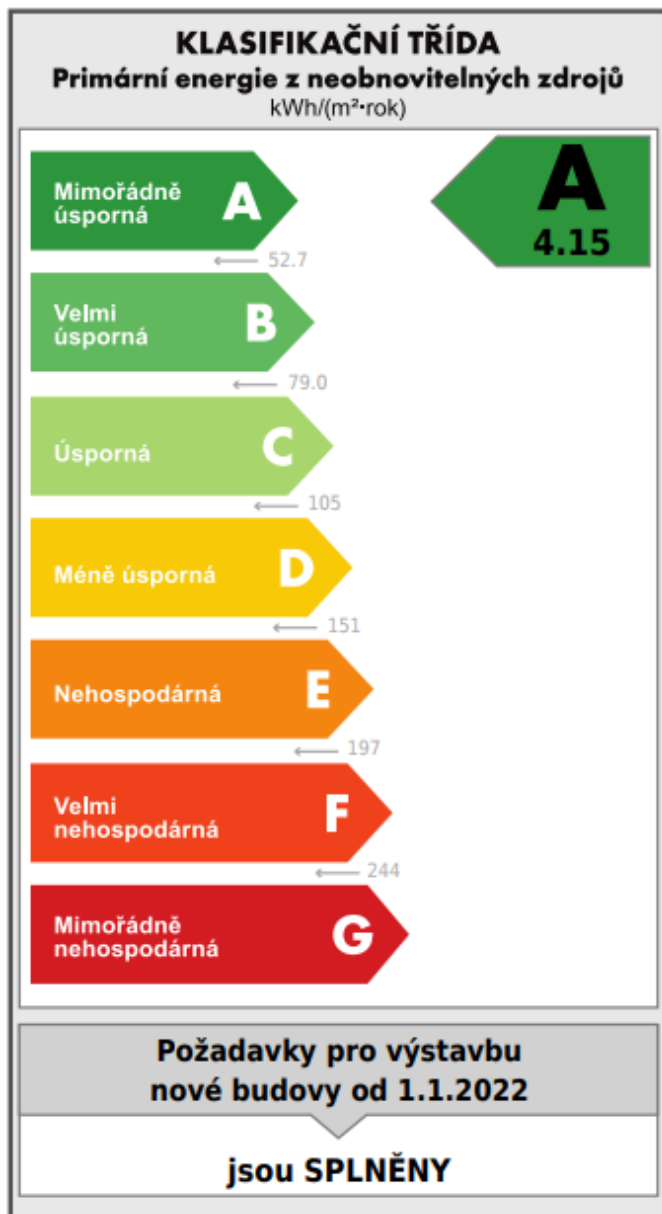 KLASIFIKAČNÍ TŘÍDA
Primární energie z neobnovitelných zdrojů
kWh/(m²·rok)
Mimořádně
úsporná
A
A
4.15
52.7
Velmi
úsporná
B
79.0
Úsporná
C
105
Méně úsporná
D
151
Nehospodárná
E
197
Velmi
nehospodárná
F
244
Mimořádně
nehospodárná
G
Požadavky pro výstavbu
nové budovy od 1.1.2022
jsou SPLNĚNY